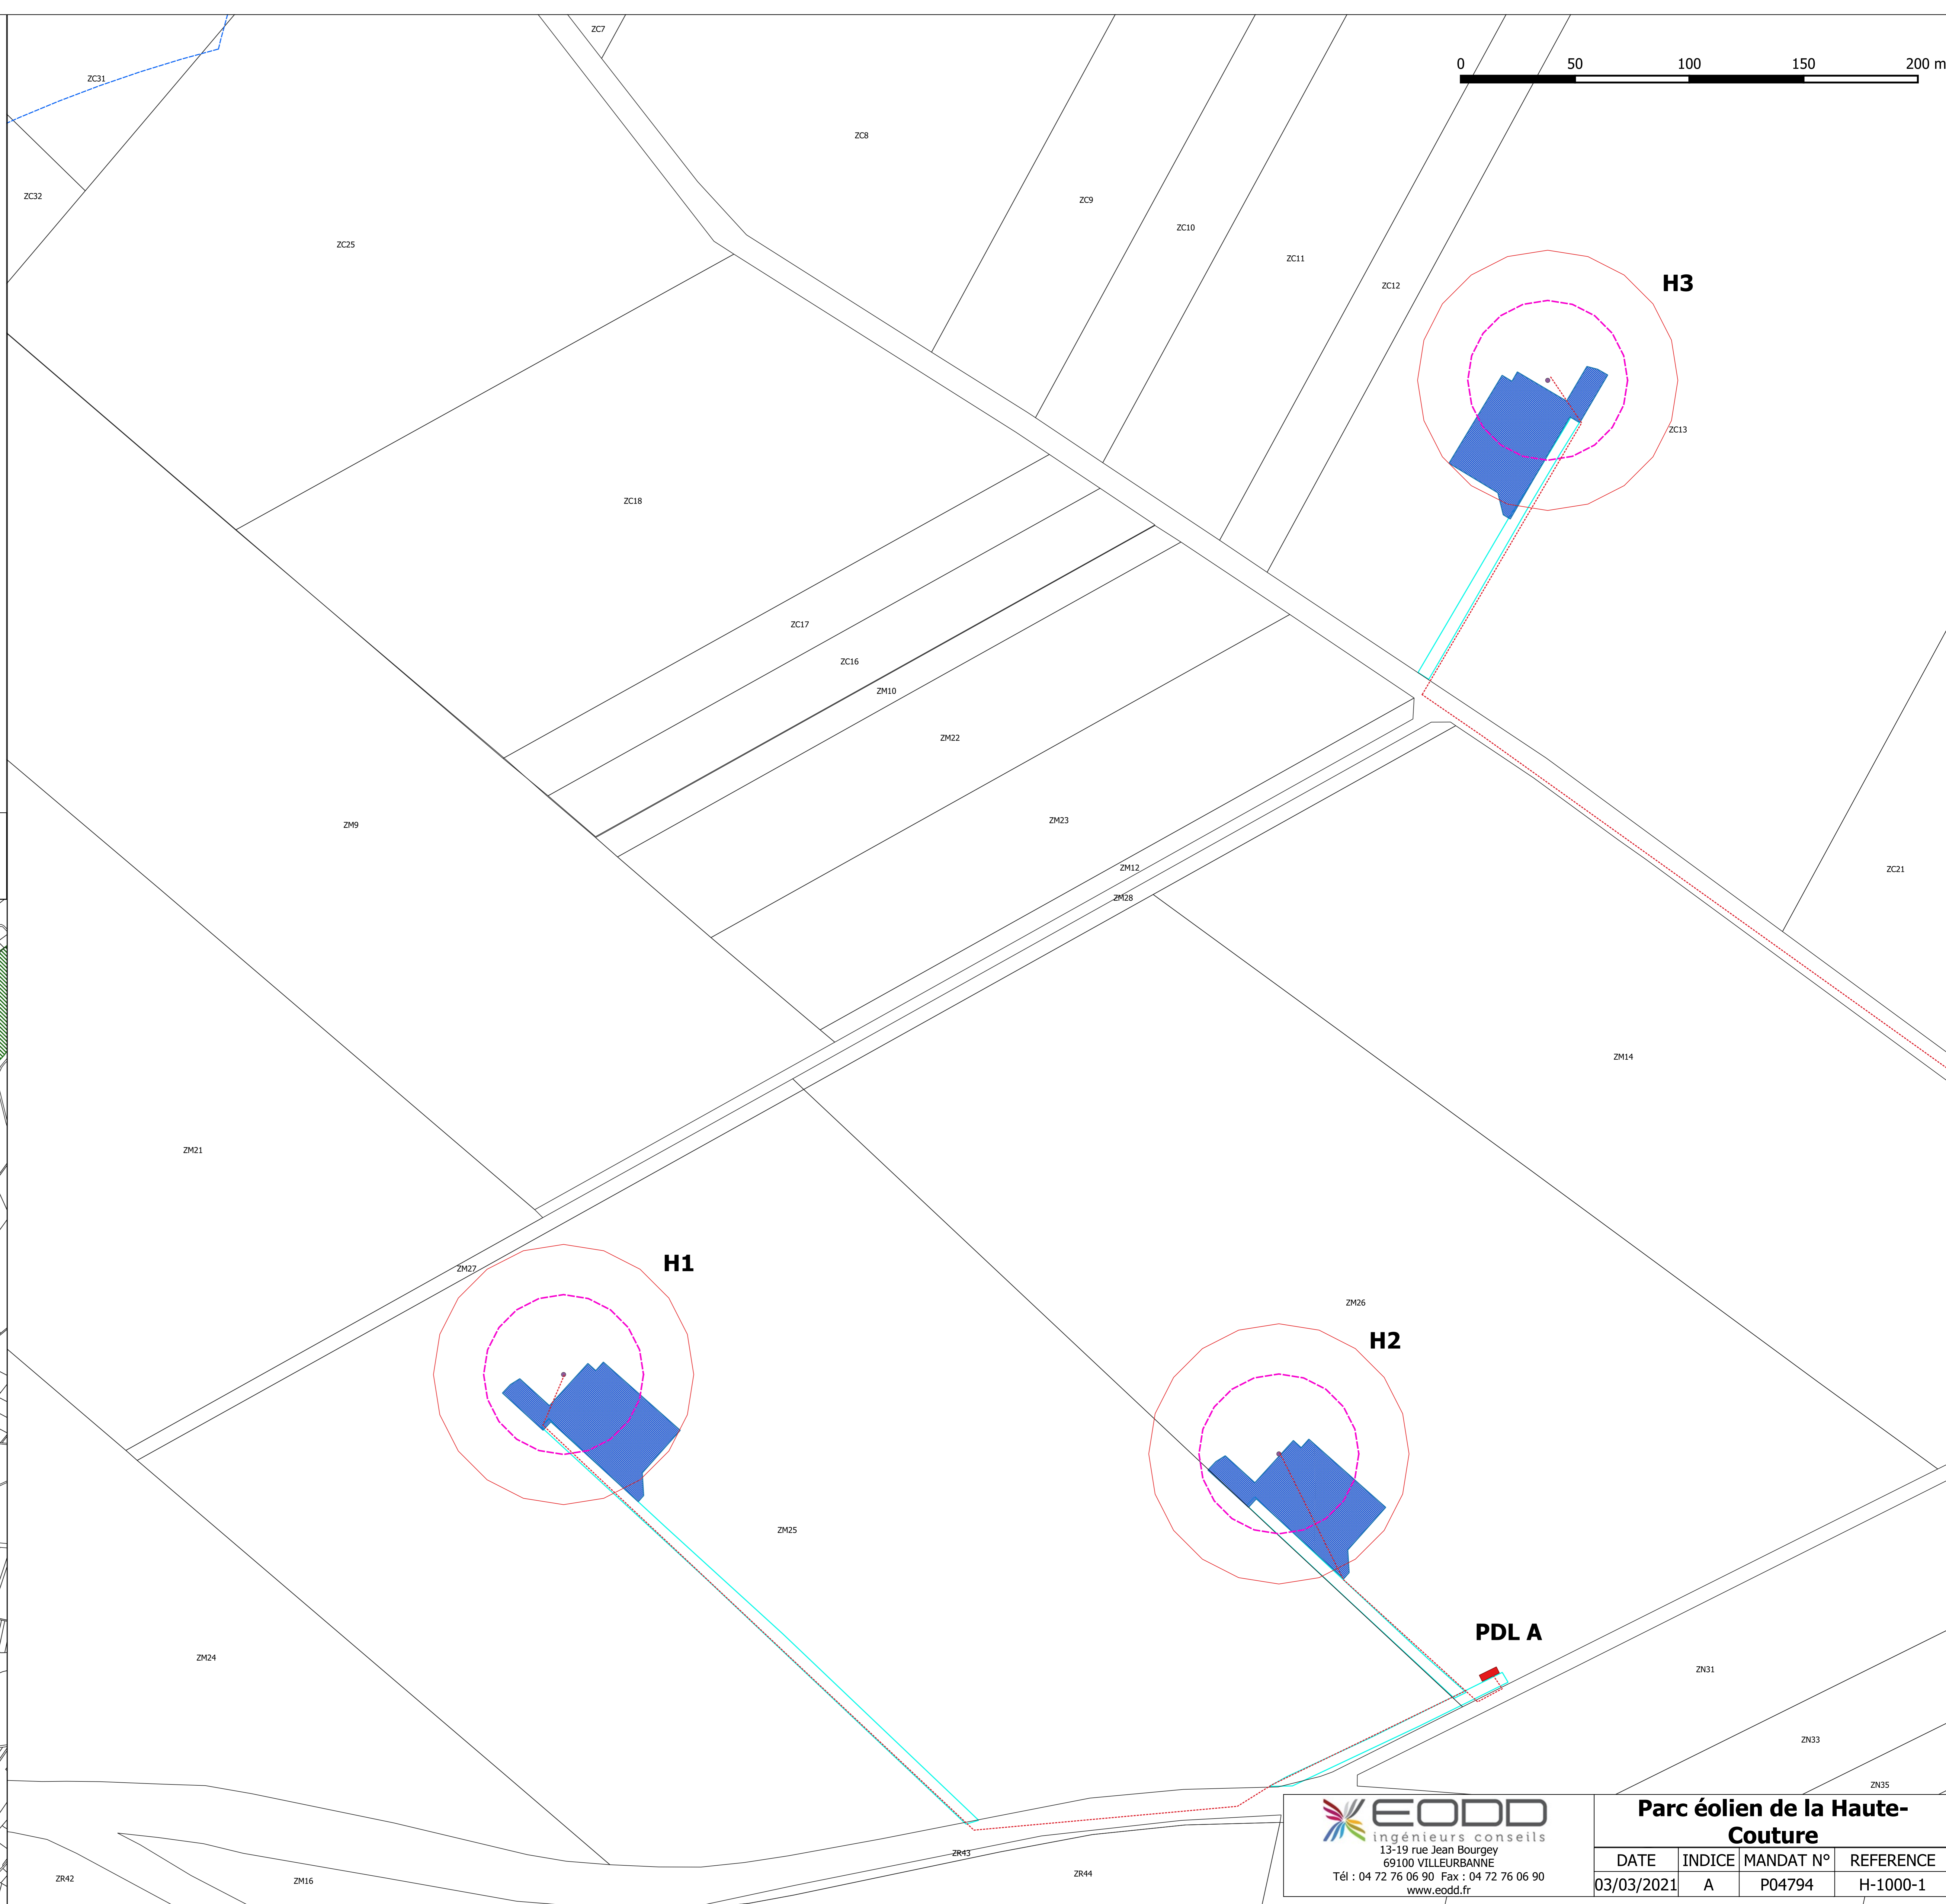 ZC7
0 50 100 150 200 m
ZC31
ZC8
ZC32
ZC9
ZC10
ZC25
ZC11
ZC12
H3
ZC13
ZC18
ZC17
ZC16
ZM10
ZM22
ZM23
ZM9
ZM12
ZC21
ZM28
ZM14
ZM21
H1
ZM27
ZM26
H2
ZM25
PDL A
ZM24
ZN31
ZN33
ZN35
ZR43
ZR44
ZR42
ZM16
EODD
ingénieurs conseils
13-19 rue Jean Bourgey
69100 VILLEURBANNE
Tél : 04 72 76 06 90 Fax : 04 72 76 06 90
www.eodd.fr
Parc éolien de la Haute-
Couture
DATE INDICE MANDAT N° REFERENCE
03/03/2021 A P04794 H-1000-1